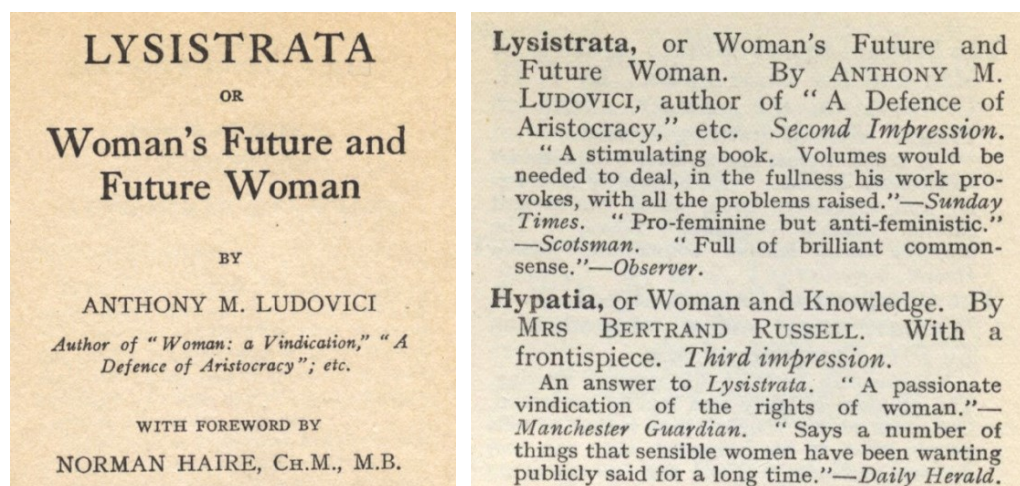 LYSISTRATA
OR
Woman's Future and
Future Woman
BY
ANTHONY M. LUDOVICI
Author of "Woman: a Vindication," "A
Defence of Aristocracy"; etc.
WITH FOREWORD BY
NORMAN HAIRE, CH.M., M.B.
Lysistrata, or Woman's Future and
Future Woman. By ANTHONY M.
LUDOVICI, author of "A Defence of
Aristocracy," etc. Second Impression.
"A stimulating book. Volumes would be
needed to deal, in the fullness his work pro-
vokes, with all the problems raised."—Sunday
Times. "Pro-feminine but anti-feministic."
—Scotsman. "Full of brilliant common-
sense."—Observer.
Hypatia, or Woman and Knowledge. By
MRS BERTRAND RUSSELL. With a
frontispiece. Third impression.
An answer to Lysistrata. "A passionate
vindication of the rights of woman."—
Manchester Guardian. "Says a number of
things that sensible women have been wanting
publicly said for a long time."—Daily Herald.